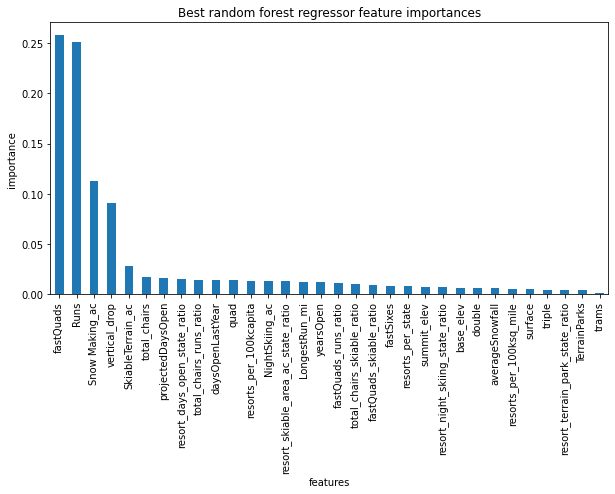 Best random forest regressor feature importances
0.25
0.20
0.15
0.10
0.05
0.00
importance
fastQuads
Runs
Snow Making_ac
vertical_drop
SkiableTerrain_ac
total_chairs
projectedDaysOpen
resort_days_open_state_ratio
total_chairs_runs_ratio
daysOpenLastYear
quad
resorts_per_100kcapita
NightSkiing_ac
resort_skiable_area_ac_state_ratio
LongestRun_mi
yearsOpen
fastQuads_runs_ratio
total_chairs_skiable_ratio
fastQuads_skiable_ratio
fastSixes
resorts_per_state
summit_elev
resort_night_skiing_state_ratio
base_elev
double
averageSnowfall
resorts_per_100ksq_mile
surface
triple
resort_terrain_park_state_ratio
TerrainParks
trams
features